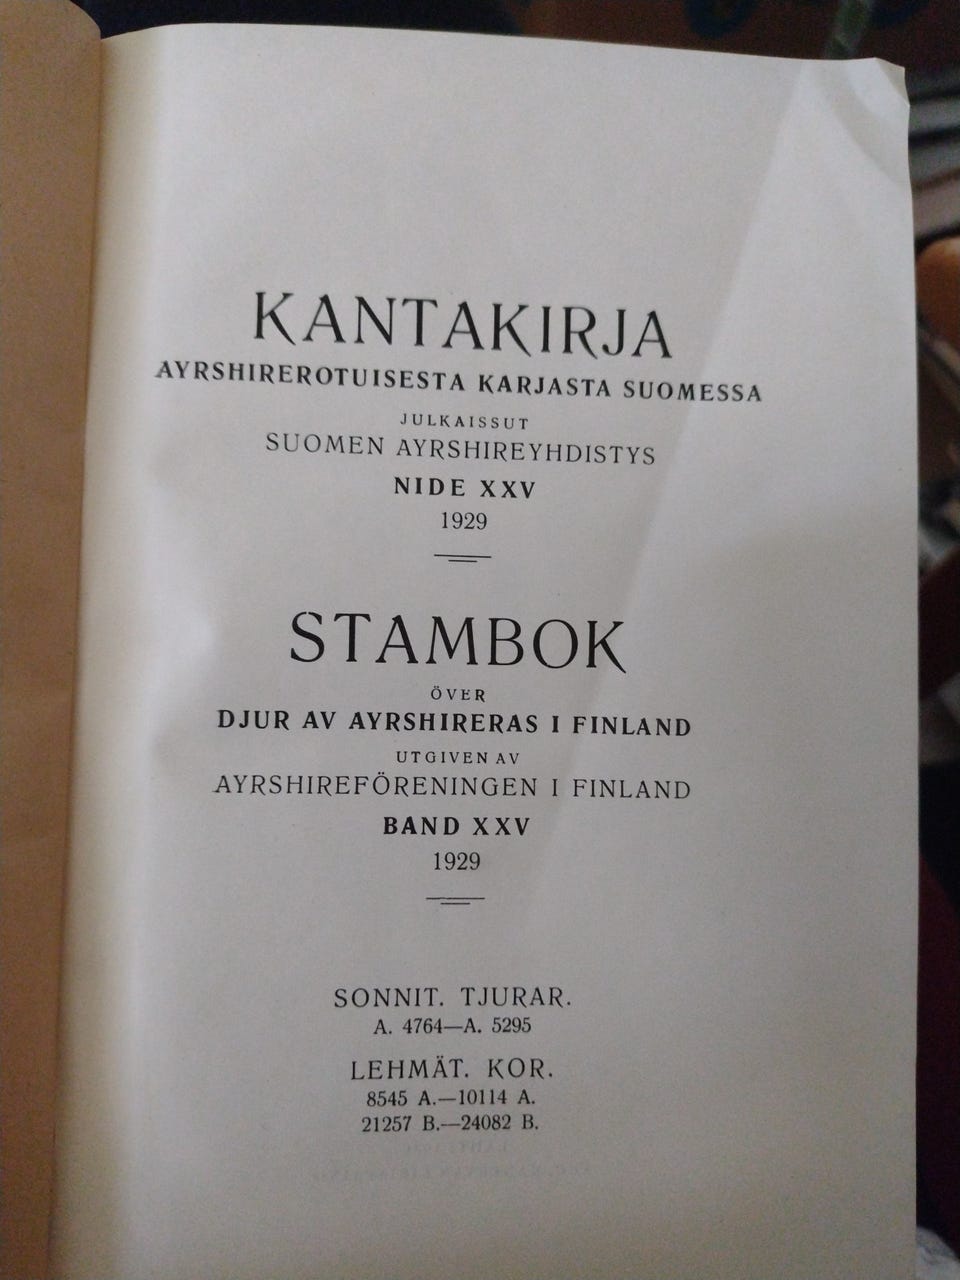 KANTAKIRJA
AYRSHIREROTUISESTA KARJASTA SUOMESSA
JULKAISSUT
SUOMEN AYRSHIREYHDISTYS
NIDE XXV
1929
STAMBOK
ÖVER
DJUR AV AYRSHIRERAS I FINLAND
UTGIVEN AV
AYRSHIREFÖRENINGEN I FINLAND
BAND XXV
1929
SONNIT. TJURAR.
A. 4764—A. 5295
LEHMÄT. KOR.
8545 A.—10114 A.
21257 B.—24082 B.